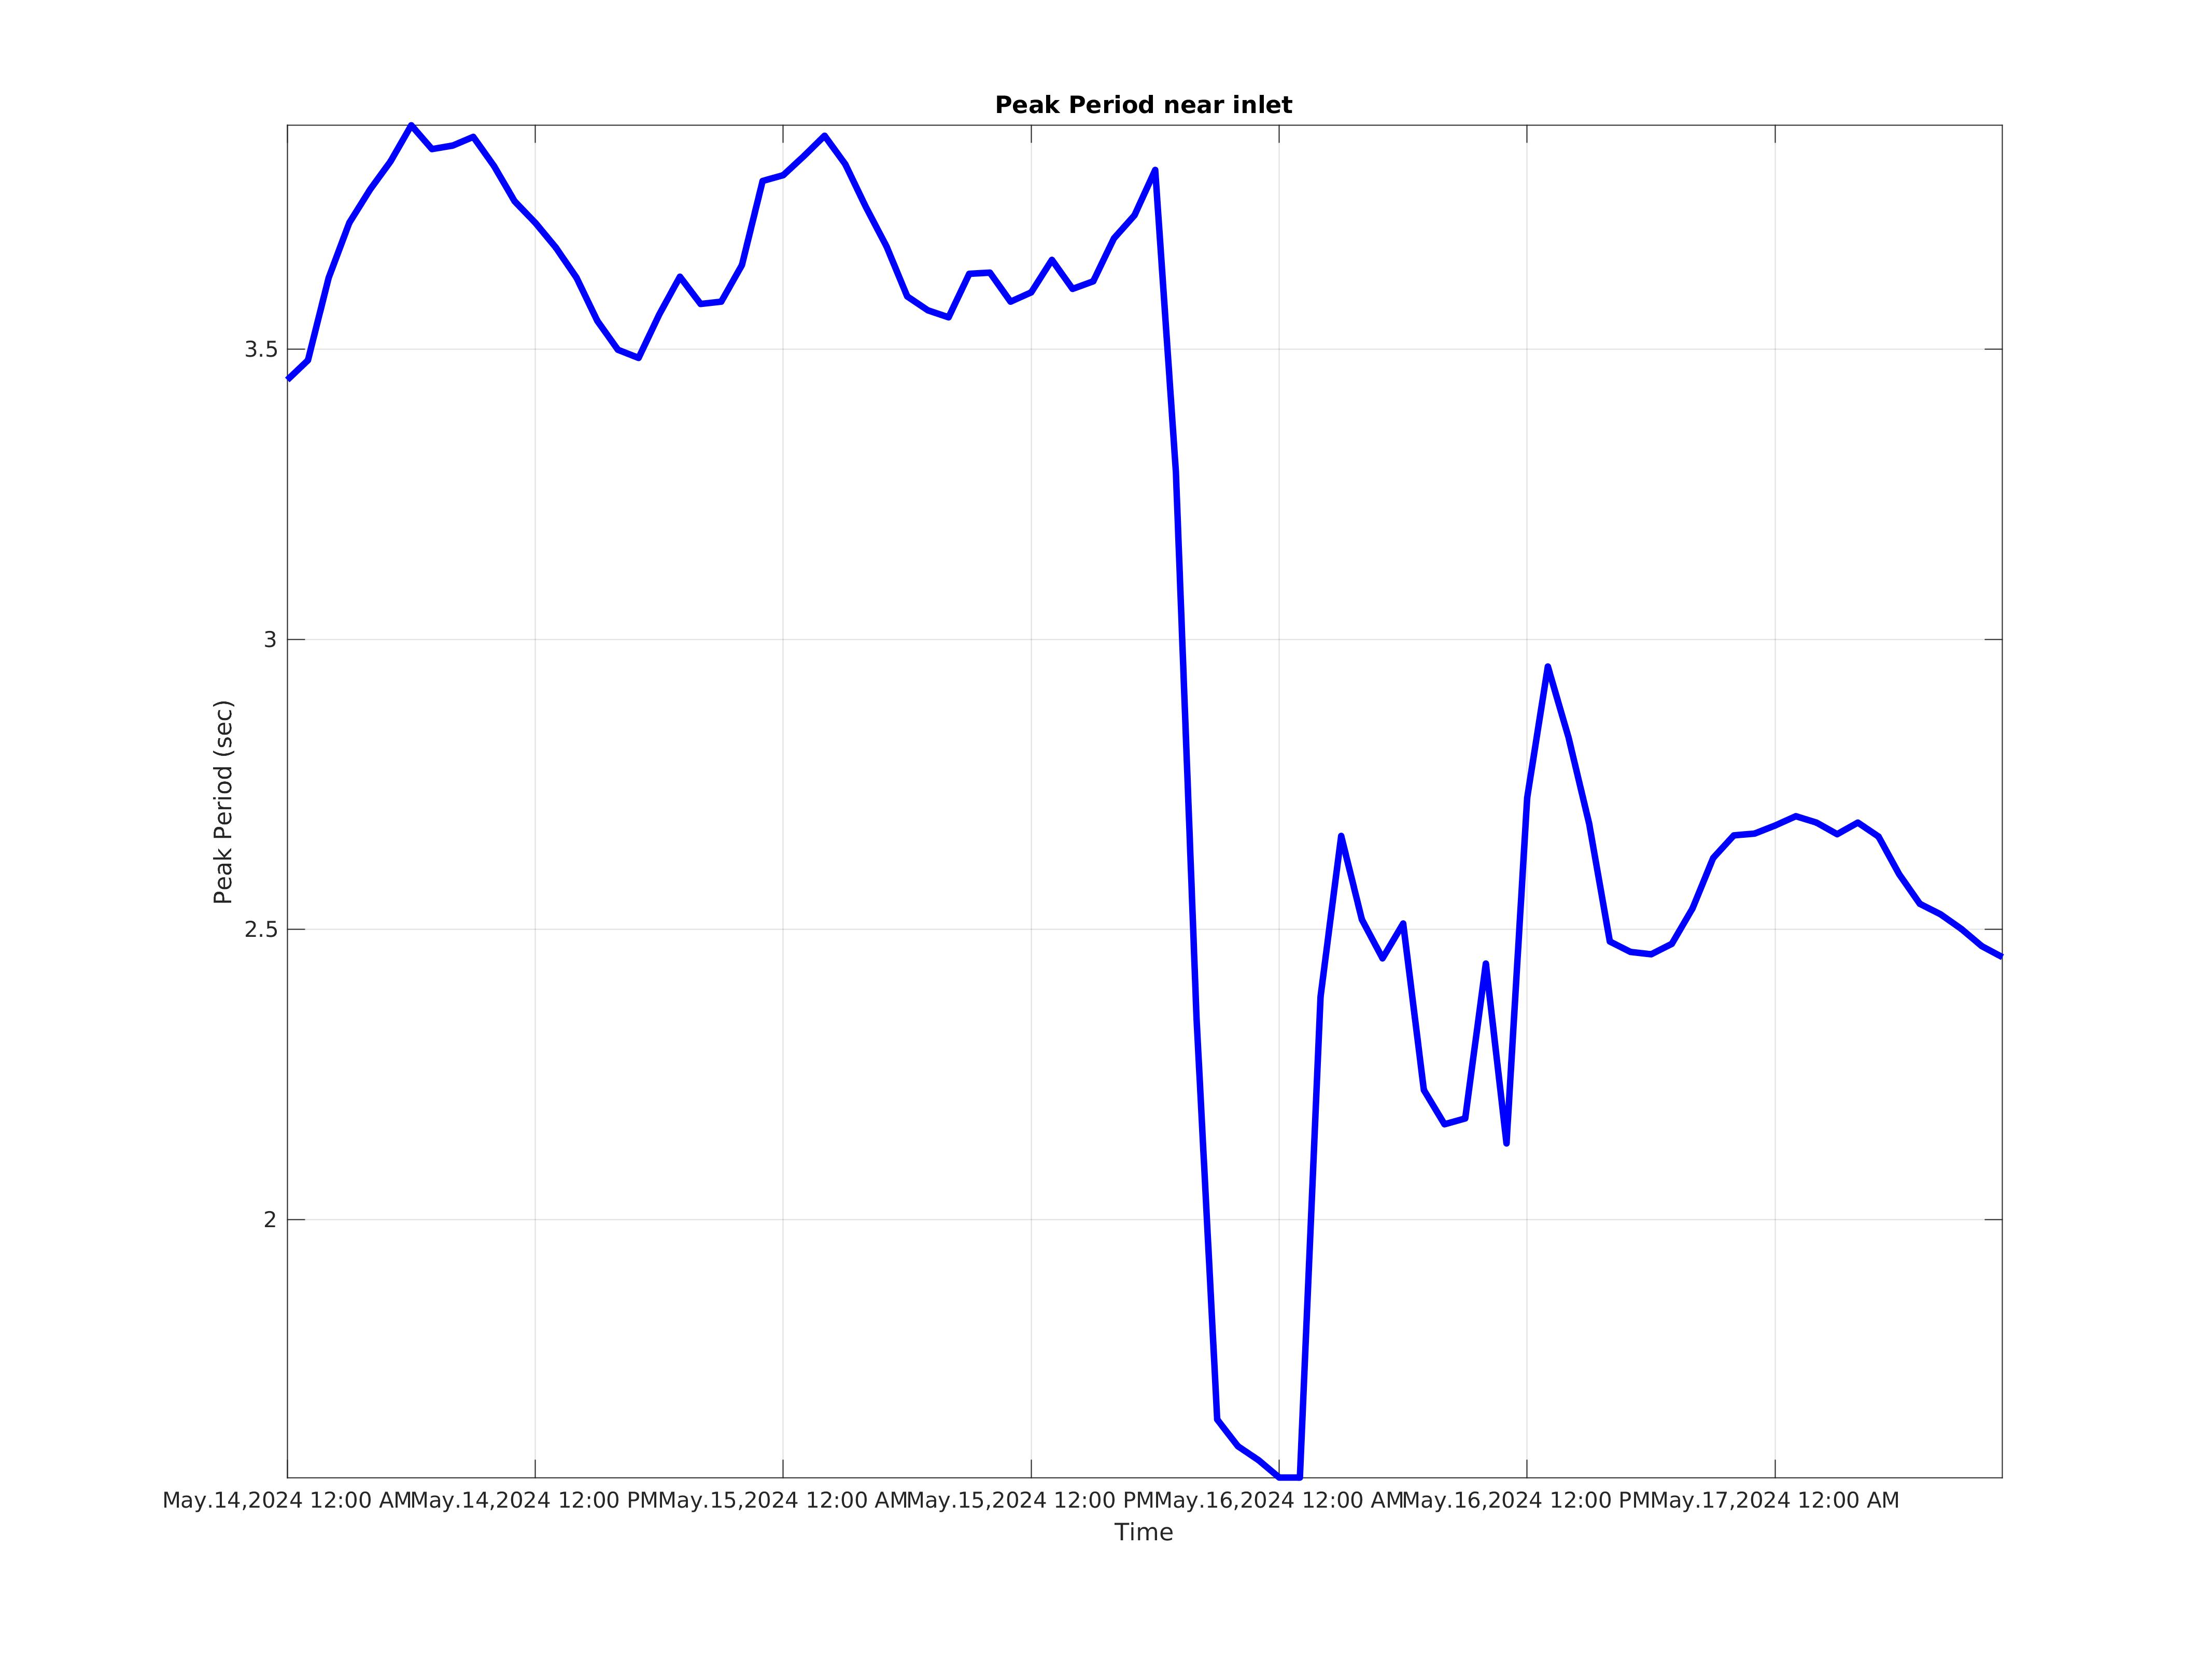 Peak Period near inlet
Peak Period (sec)
3.5
3
2.5
2
May.14,2024 12:00 AM May.14,2024 12:00 PM May.15,2024 12:00 AM May.15,2024 12:00 PM May.16,2024 12:00 AM May.16,2024 12:00 PM May.17,2024 12:00 AM
Time